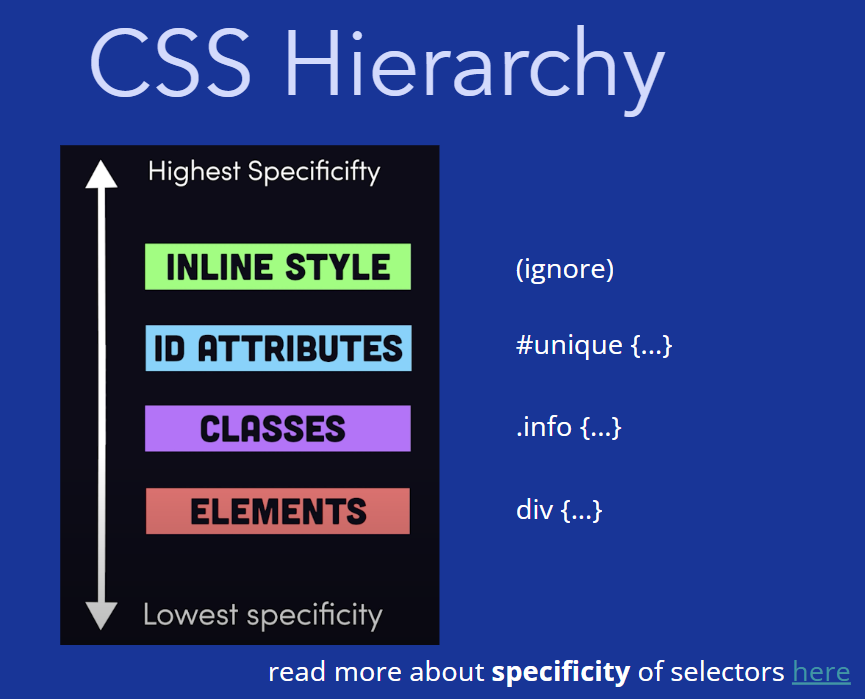 CSS Hierarchy
Highest Specificifty
INLINE STYLE
(ignore)
ID ATTRIBUTES
#unique {...}
CLASSES
.info {...}
ELEMENTS
div {...}
Lowest specificity
read more about specificity of selectors here